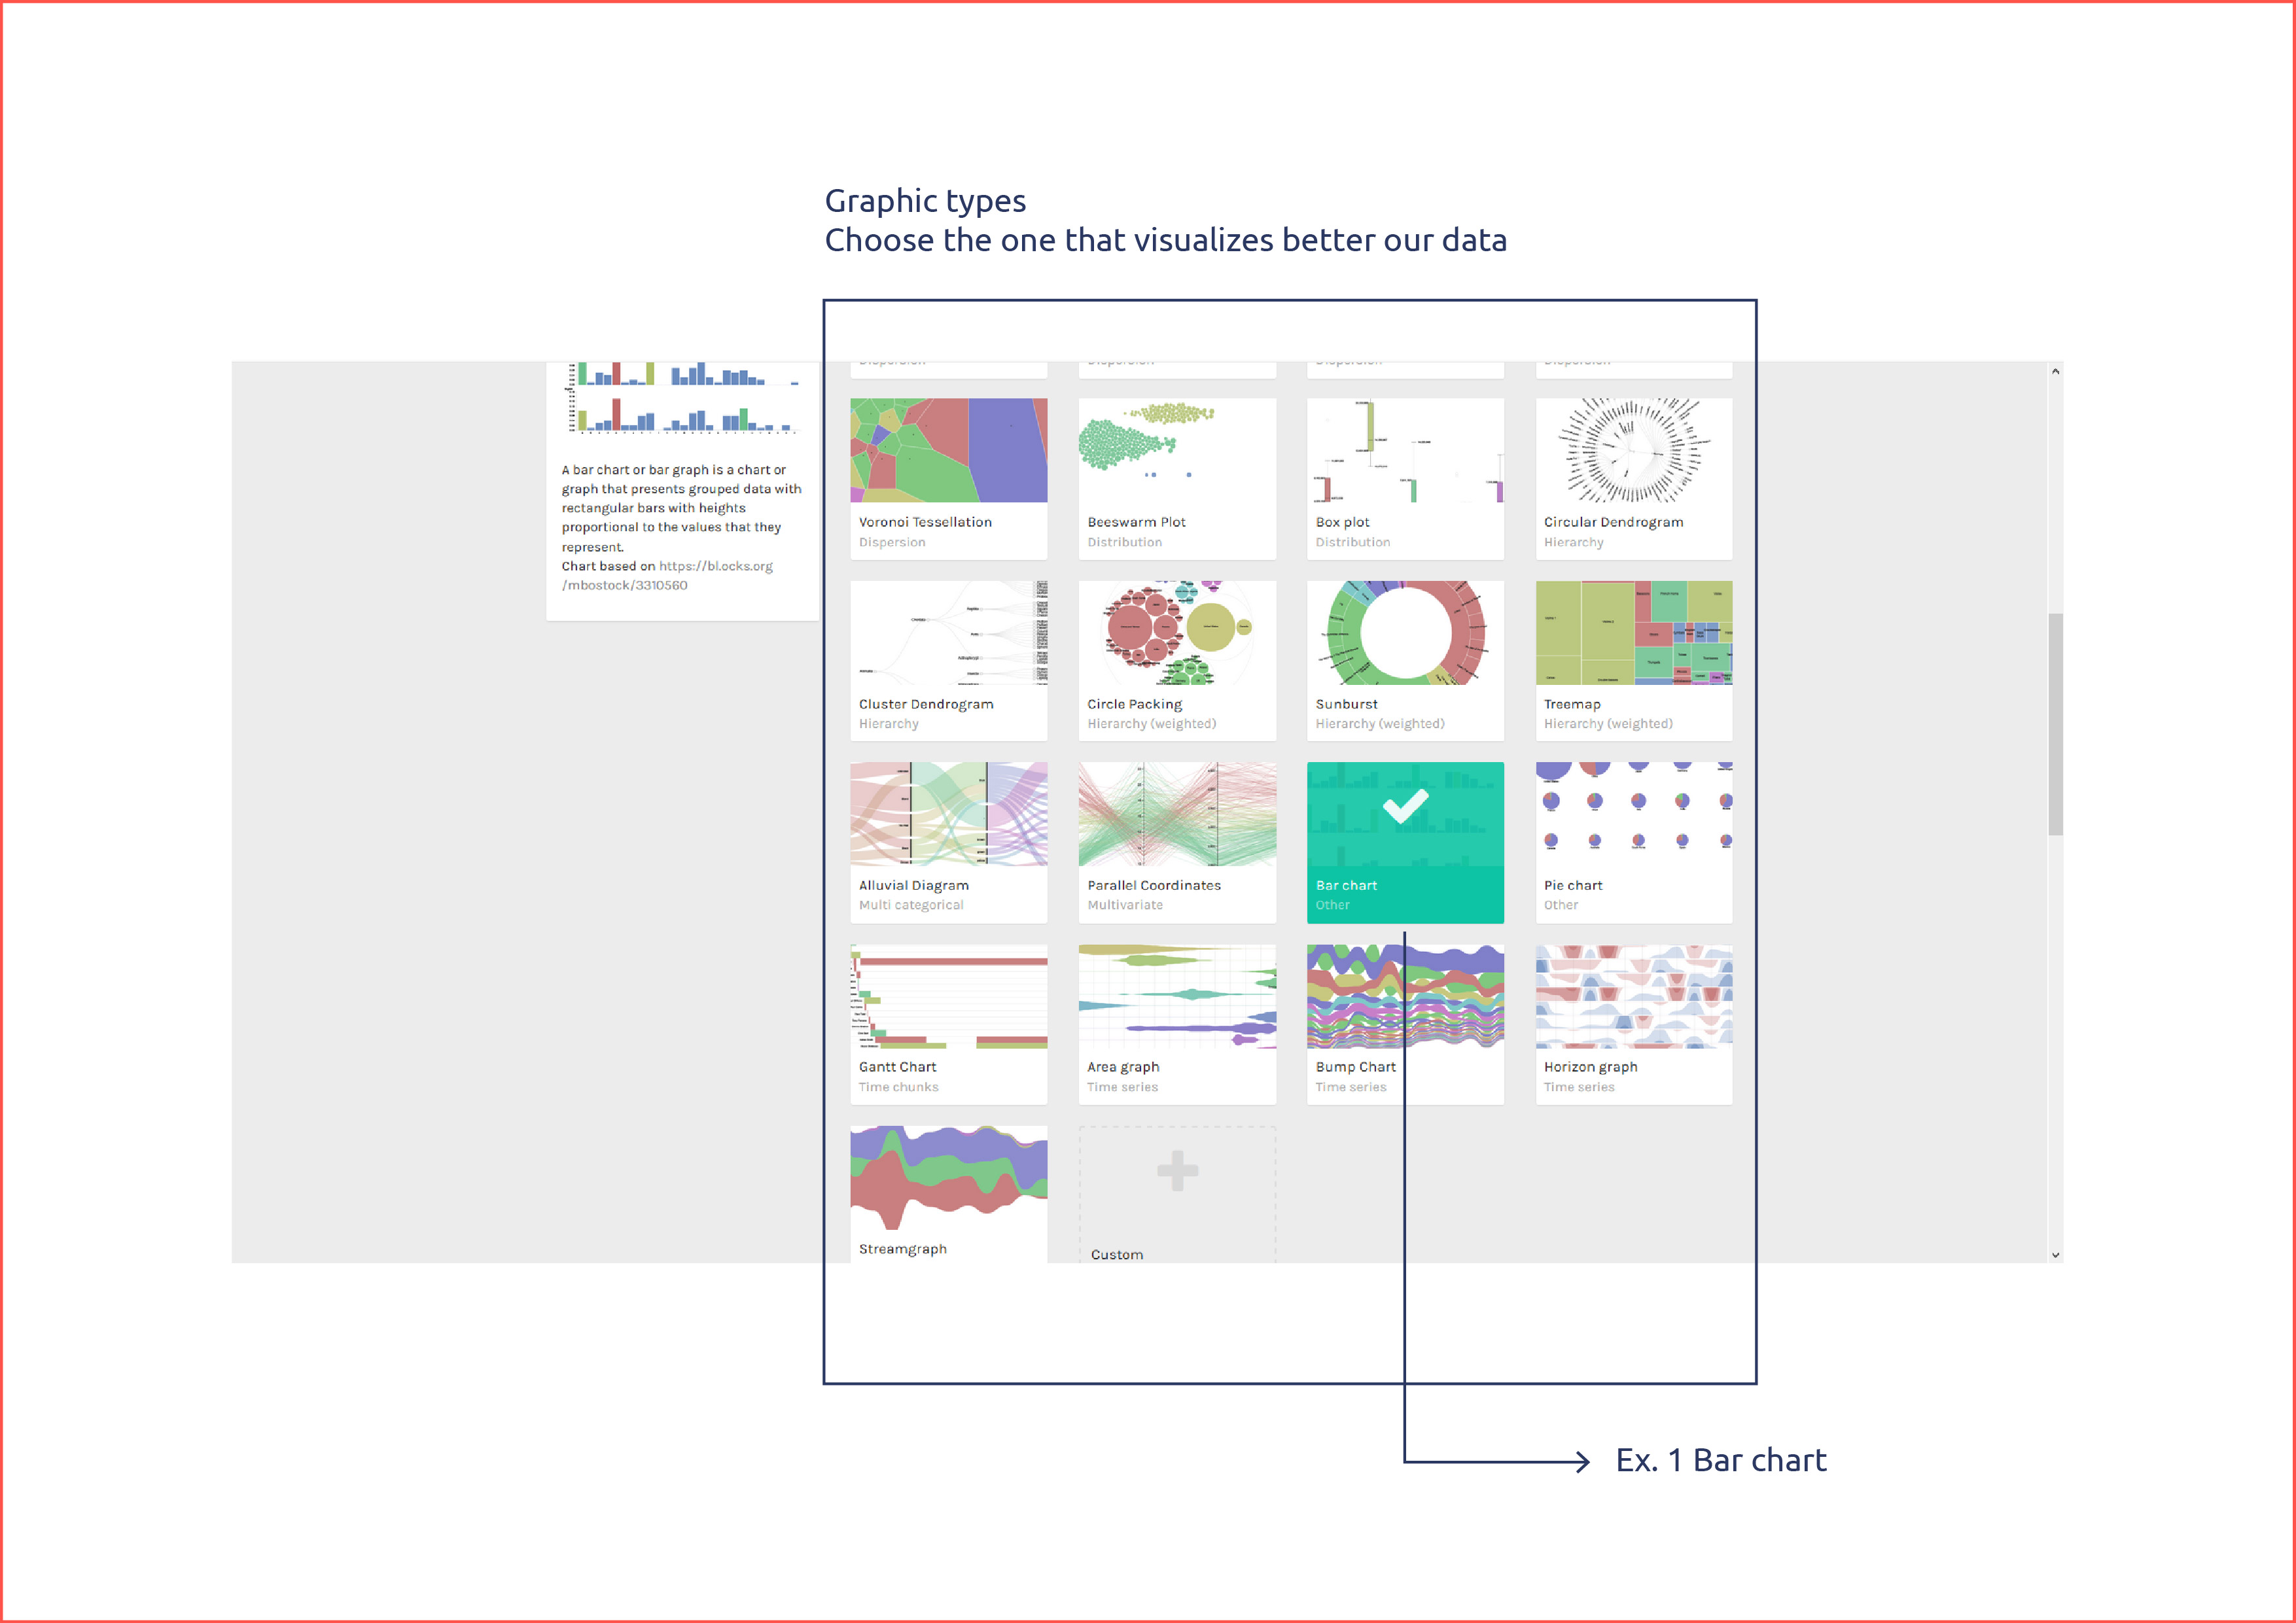 Graphic types
Choose the one that visualizes better our data
Dispersion
Dispersion
Dispersion
Dispersion
A bar chart or bar graph is a chart or
graph that presents grouped data with
rectangular bars with heights
proportional to the values that they
represent.
Chart based on https://bl.ocks.org
/mbostock/3310560
Voronoi Tessellation
Dispersion
Beeswarm Plot
Distribution
Box plot
Distribution
Circular Dendrogram
Hierarchy
Cluster Dendrogram
Hierarchy
Circle Packing
Hierarchy (weighted)
Sunburst
Hierarchy (weighted)
Treemap
Hierarchy (weighted)
Alluvial Diagram
Multi categorical
Parallel Coordinates
Multivariate
Bar chart
Other
Pie chart
Other
Gantt Chart
Time chunks
Area graph
Time series
Bump Chart
Time series
Horizon graph
Time series
Streamgraph
Custom
Ex. 1 Bar chart